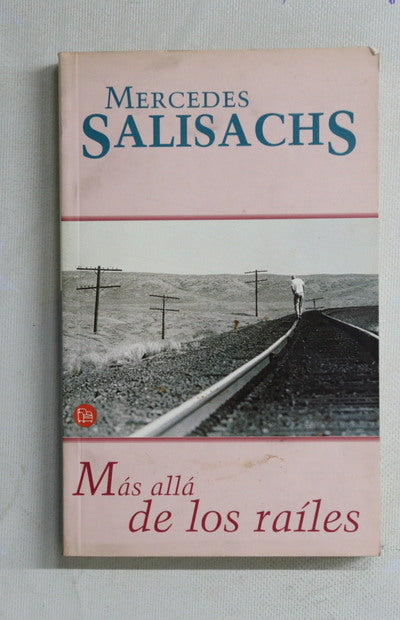 MERCEDES
SALISACHS
Más allá
de los raíles